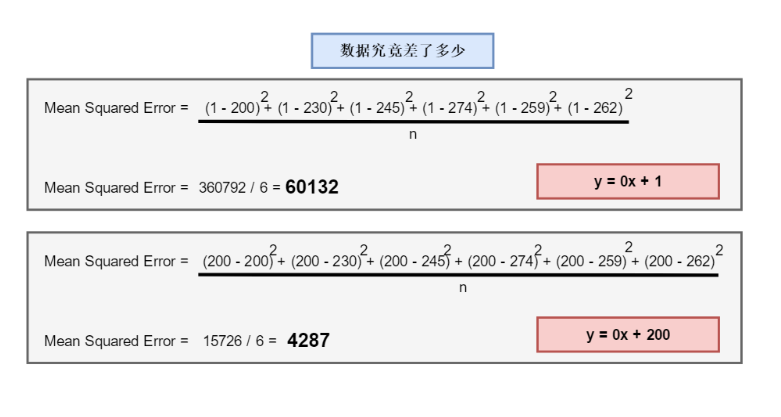 数据究竟差了多少
Mean Squared Error = (1 - 200)² + (1 - 230)² + (1 - 245)² + (1 - 274)² + (1 - 259)² + (1 - 262)²
n
Mean Squared Error = 360792 / 6 = 60132
y = 0x + 1
Mean Squared Error = (200 - 200)² + (200 - 230)² + (200 - 245)² + (200 - 274)² + (200 - 259)² + (200 - 262)²
n
Mean Squared Error = 15726 / 6 = 4287
y = 0x + 200